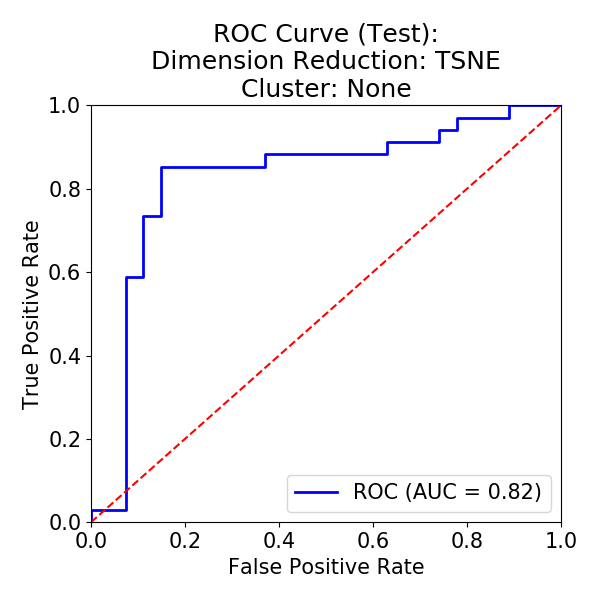 ROC Curve (Test):
Dimension Reduction: TSNE
Cluster: None
1.0
0.8
0.6
0.4
0.2
0.0
True Positive Rate
ROC (AUC = 0.82)
0.0 0.2 0.4 0.6 0.8 1.0
False Positive Rate